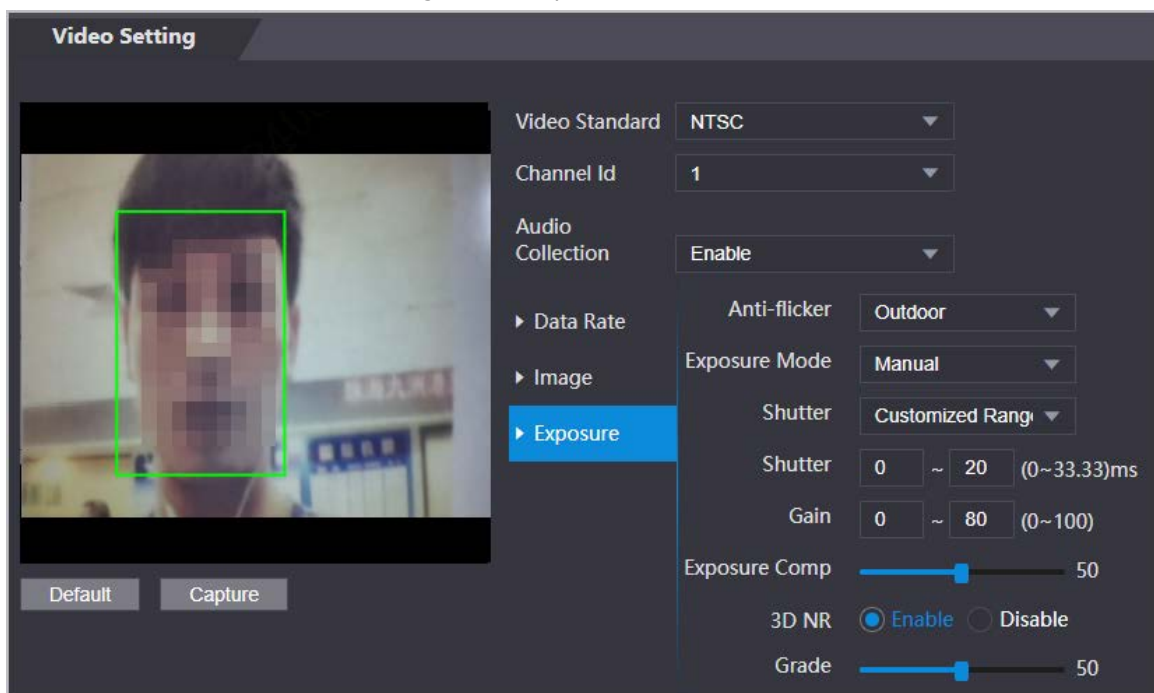 Video Setting
Video Standard NTSC
Channel Id 1
Audio
Collection Enable
Data Rate
Image
Exposure
Anti-flicker Outdoor
Exposure Mode Manual
Shutter Customized Rang
Shutter 0 ~ 20 (0~33.33)ms
Gain 0 ~ 80 (0~100)
Exposure Comp 50
3D NR Enable Disable
Grade 50
Default Capture